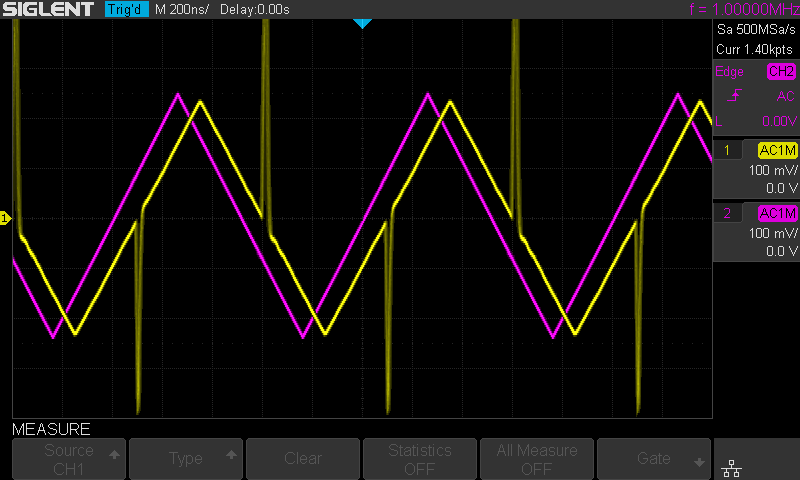 SIGLENT Trig'd M 200ns/ Delay:0.00s f = 1.00000MHz
Sa 500MSa/s
Curr 1.40kpts
Edge CH2
AC
L 0.00V
1 AC1M
100 mV/
0.0 V
2 AC1M
100 mV/
0.0 V
1
MEASURE
Source CH1
Type
Clear
Statistics OFF
All Measure OFF
Gate